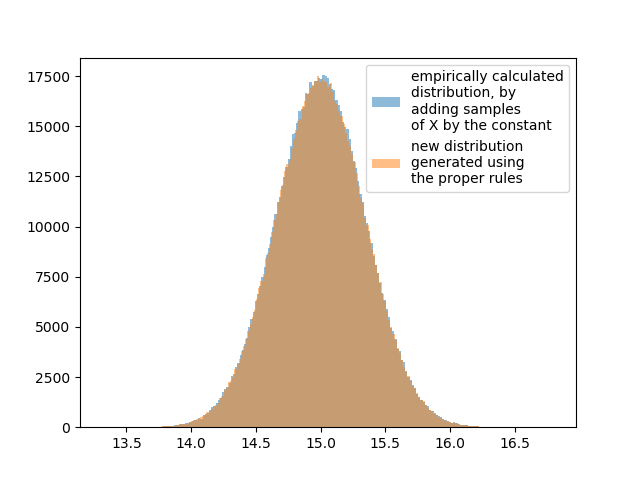 17500
15000
12500
10000
7500
5000
2500
0
13.5
14.0
14.5
15.0
15.5
16.0
16.5
empirically calculated
distribution, by
adding samples
of X by the constant
new distribution
generated using
the proper rules